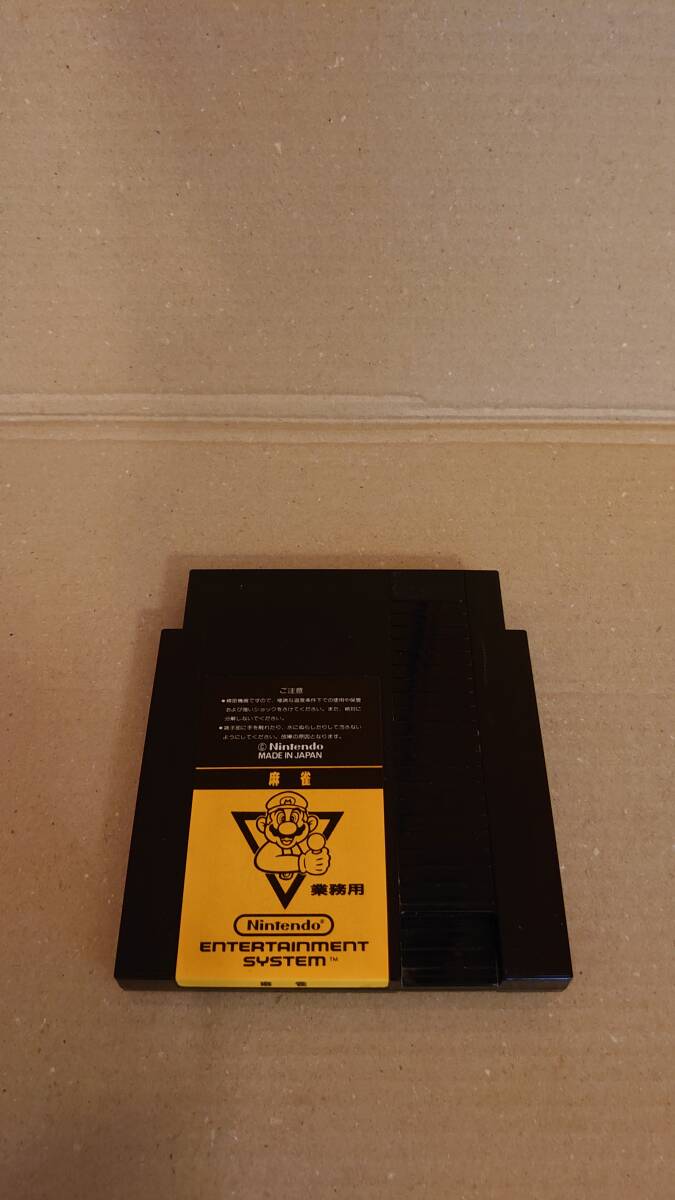 ご注意
●精密機器ですので、極端な温度条件下での使用や保管
および強いショックをさけてください。また、絶対に
分解しないでください。
●端子部に手を触れたり、水にぬらしたりして汚さない
ようにしてください。故障の原因となります。
© Nintendo
MADE IN JAPAN
麻雀
M
業務用
Nintendo®
ENTERTAINMENT
SYSTEM™
麻雀